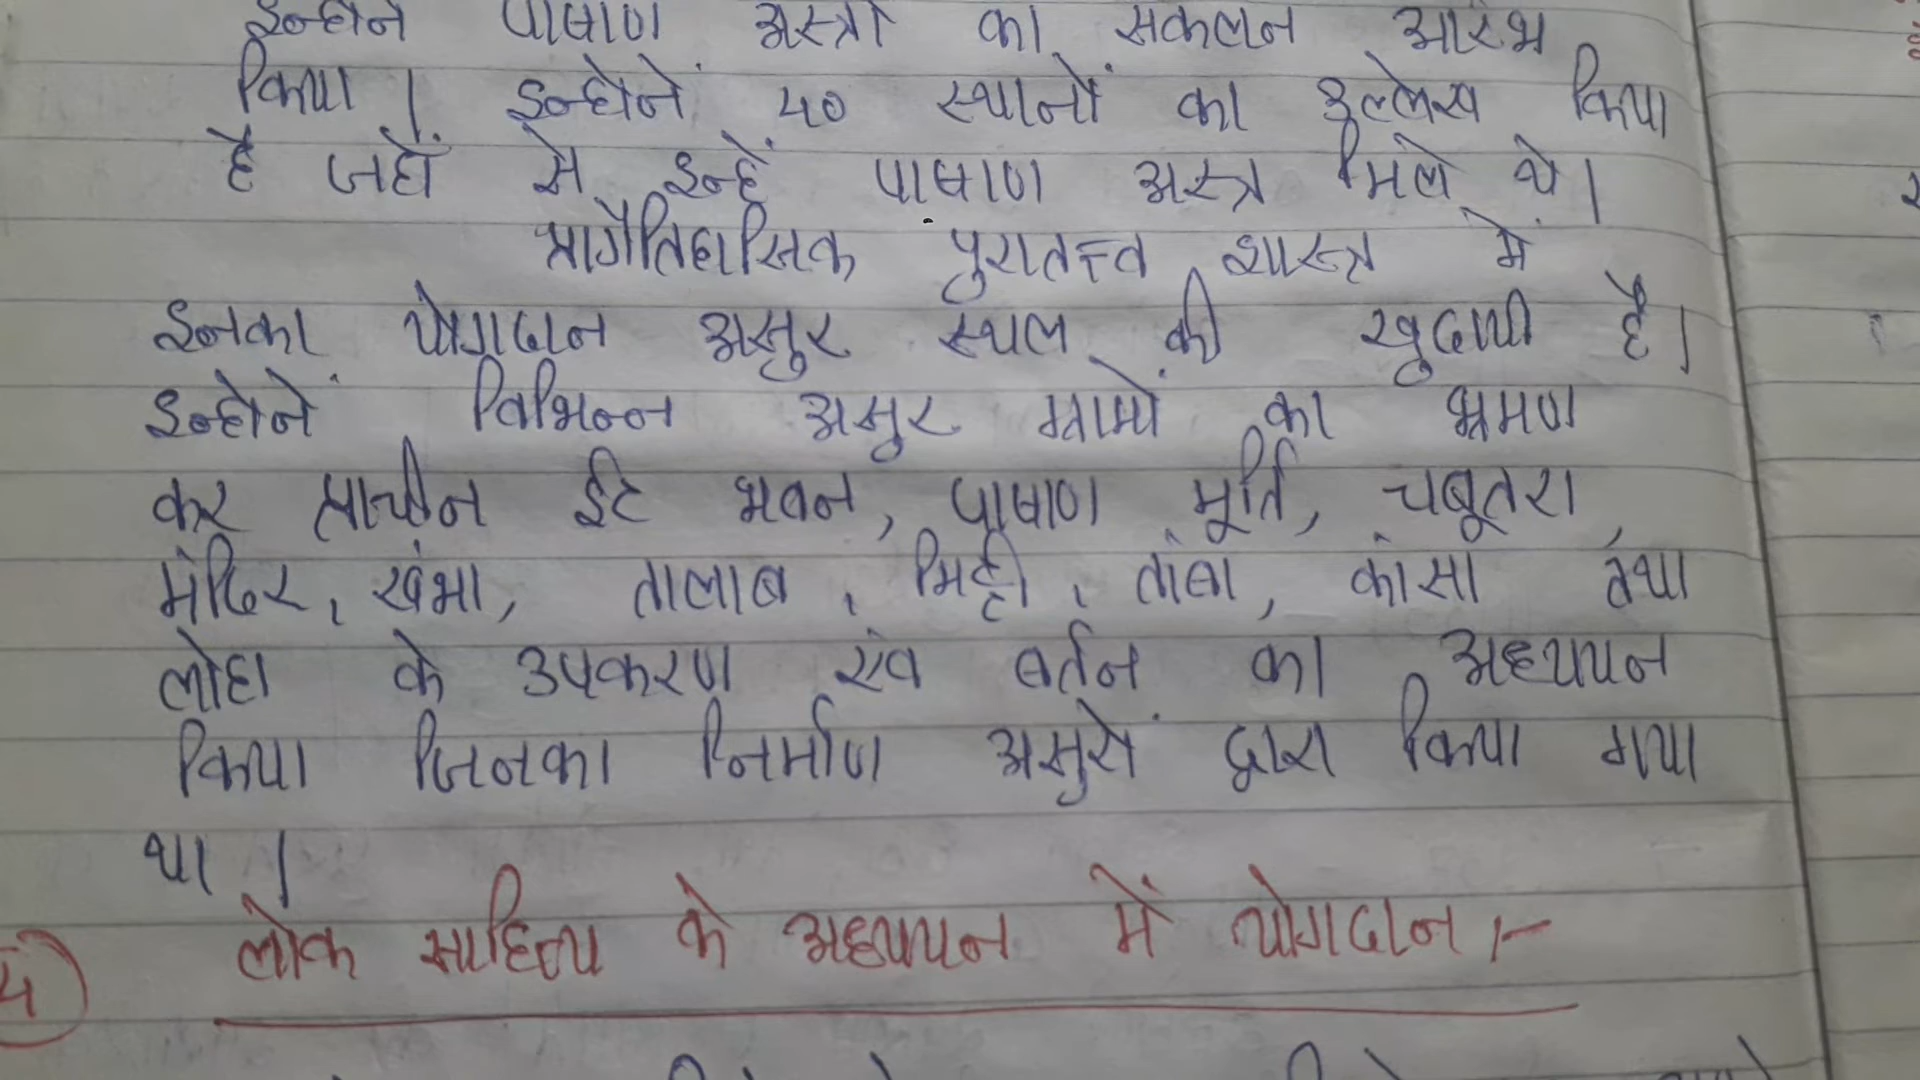 इन्होने पाषाण अस्त्रों का संकलन आरंभ
किया । इन्होनें 40 स्थानों का उल्लेख किया
है जहाँ से इन्हें पाषाण अस्त्र मिले थे।
प्रागैतिहासिक पुरातत्त्व शास्त्र में
इनका योगदान असुर स्थल की खुदायी है।
इन्होनें विभिन्न असुर ग्रामों का भ्रमण
कर प्राचीन ईट भवन, पाषाण मूर्ति, चबूतरा,
मंदिर, खंभा, तालाब, मिट्टी, तांबा, कांसा तथा
लोहा के उपकरण एंव बर्तन का अध्ययन
किया जिनका निर्माण असुरों द्वारा किया गया
था ।
4 लोक साहित्य के अध्ययन में योगदान :-